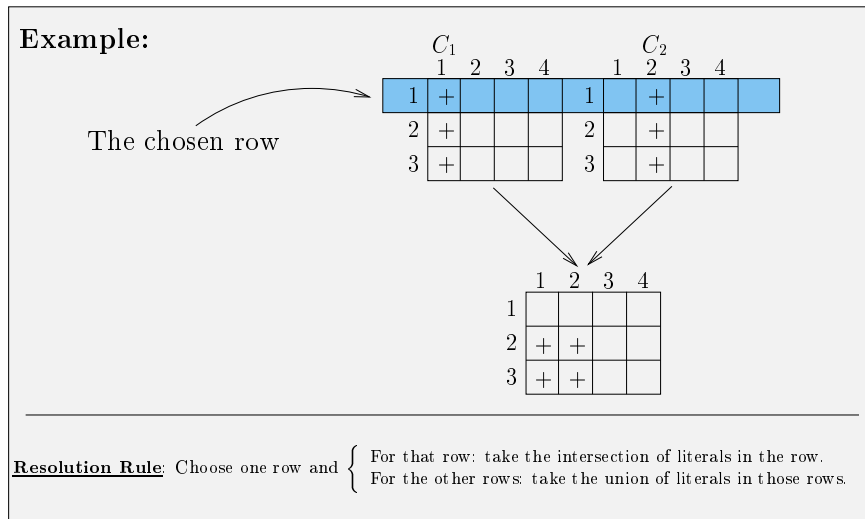 Example:
C1 C2
1 2 3 4 1 2 3 4
1 + 1 +
2 + 2 +
3 + 3 +
The chosen row
1 2 3 4
1
2 + +
3 + +
Resolution Rule: Choose one row and { For that row: take the intersection of literals in the row.
For the other rows: take the union of literals in those rows.